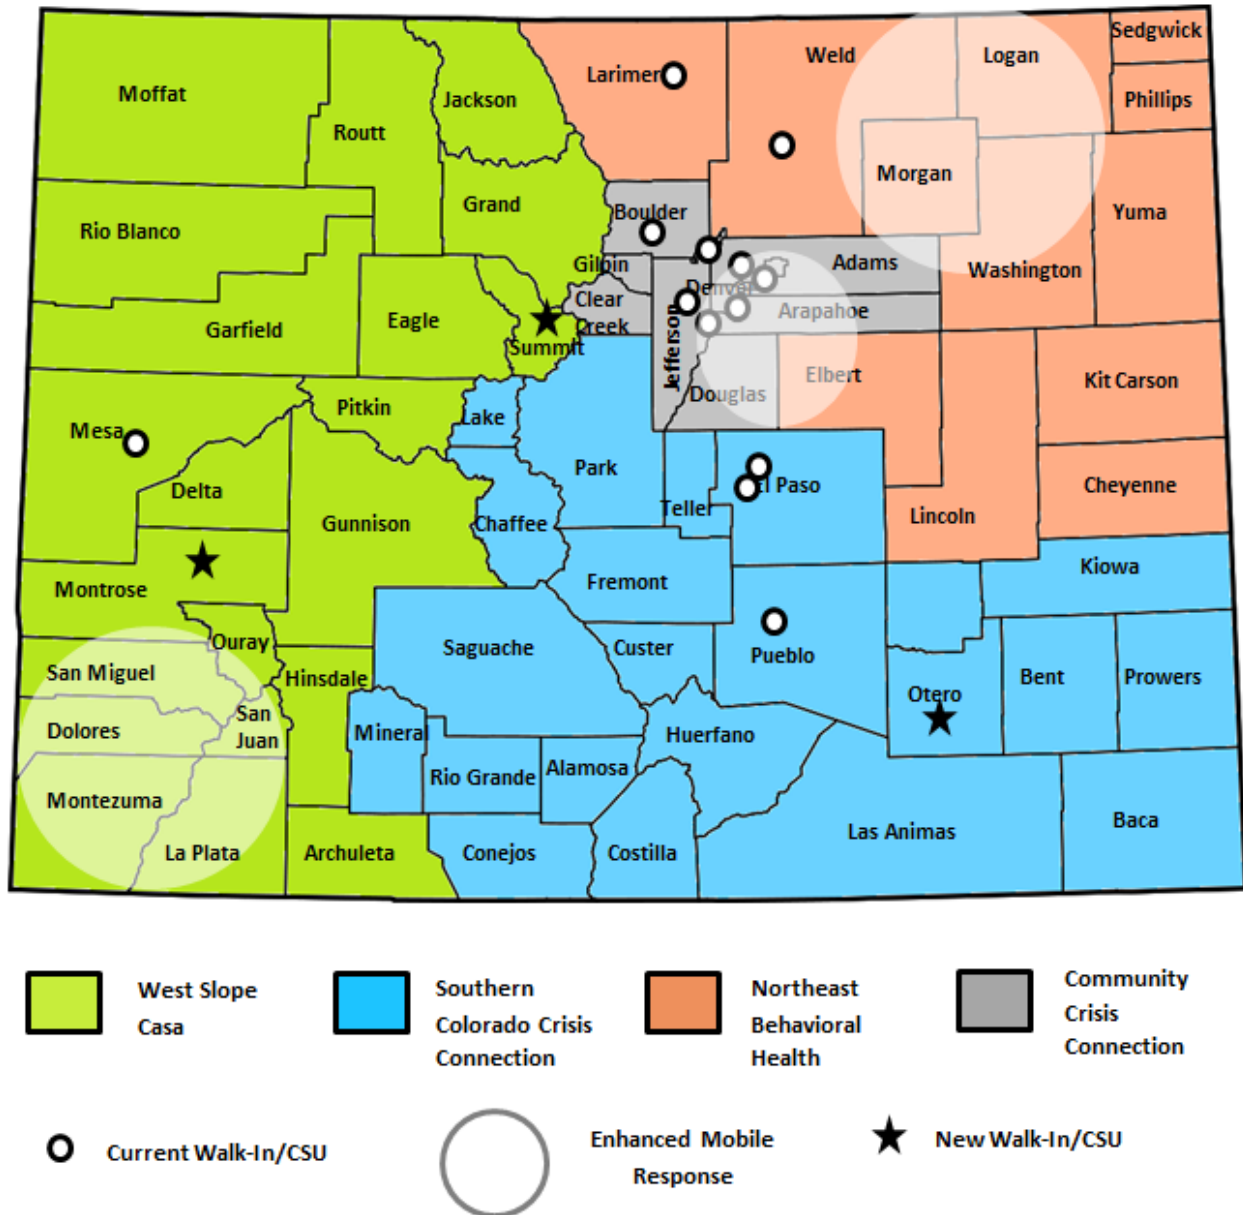 Sedgwick
Weld
Logan
Larimer
Moffat
Jackson
Phillips
Routt
Morgan
Grand
Boulder
Yuma
Rio Blanco
Gilpin
Adams
Washington
Denver
Clear
Creek
Arapahoe
Eagle
Garfield
Summit
Jefferson
Elbert
Kit Carson
Douglas
Pitkin
Lake
Mesa
Park
Delta
El Paso
Cheyenne
Teller
Lincoln
Gunnison
Chaffee
Kiowa
Fremont
Montrose
Ouray
Saguache
Custer
Pueblo
San Miguel
Hinsdale
Bent
Prowers
Otero
San
Juan
Dolores
Mineral
Huerfano
Alamosa
Rio Grande
Montezuma
Baca
Las Animas
La Plata
Archuleta
Conejos
Costilla
West Slope
Casa
Southern
Colorado Crisis
Connection
Northeast
Behavioral
Health
Community
Crisis
Connection
Current Walk-In/CSU
Enhanced Mobile
Response
New Walk-In/CSU